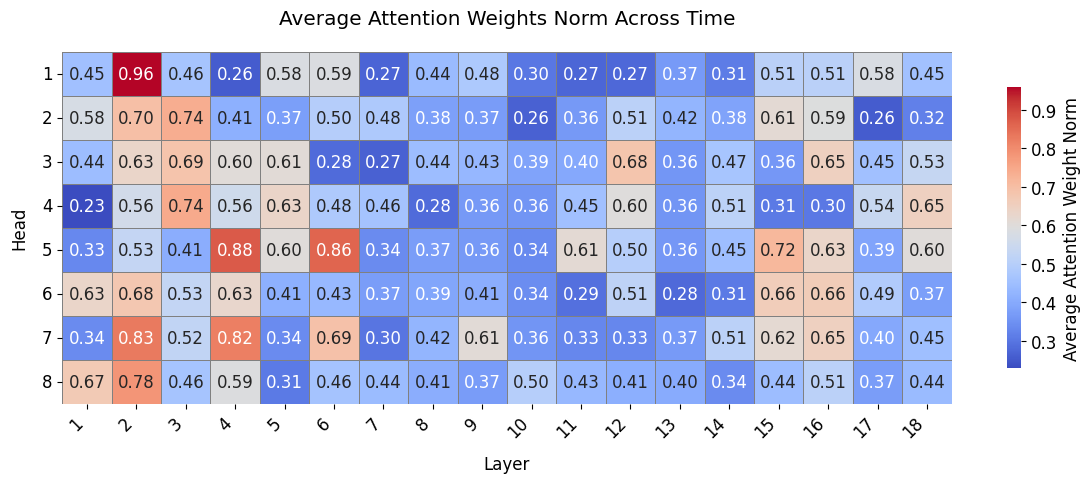 Average Attention Weights Norm Across Time
1 0.45 0.96 0.46 0.26 0.58 0.59 0.27 0.44 0.48 0.30 0.27 0.27 0.37 0.31 0.51 0.51 0.58 0.45
2 0.58 0.70 0.74 0.41 0.37 0.50 0.48 0.38 0.37 0.26 0.36 0.51 0.42 0.38 0.61 0.59 0.26 0.32
3 0.44 0.63 0.69 0.60 0.61 0.28 0.27 0.44 0.43 0.39 0.40 0.68 0.36 0.47 0.36 0.65 0.45 0.53
4 0.23 0.56 0.74 0.56 0.63 0.48 0.46 0.28 0.36 0.36 0.45 0.60 0.36 0.51 0.31 0.30 0.54 0.65
5 0.33 0.53 0.41 0.88 0.60 0.86 0.34 0.37 0.36 0.34 0.61 0.50 0.36 0.45 0.72 0.63 0.39 0.60
6 0.63 0.68 0.53 0.63 0.41 0.43 0.37 0.39 0.41 0.34 0.29 0.51 0.28 0.31 0.66 0.66 0.49 0.37
7 0.34 0.83 0.52 0.82 0.34 0.69 0.30 0.42 0.61 0.36 0.33 0.33 0.37 0.51 0.62 0.65 0.40 0.45
8 0.67 0.78 0.46 0.59 0.31 0.46 0.44 0.41 0.37 0.50 0.43 0.41 0.40 0.34 0.44 0.51 0.37 0.44
1 2 3 4 5 6 7 8 9 10 11 12 13 14 15 16 17 18
Layer
Head
0.9
0.8
0.7
0.6
0.5
0.4
0.3
Average Attention Weight Norm